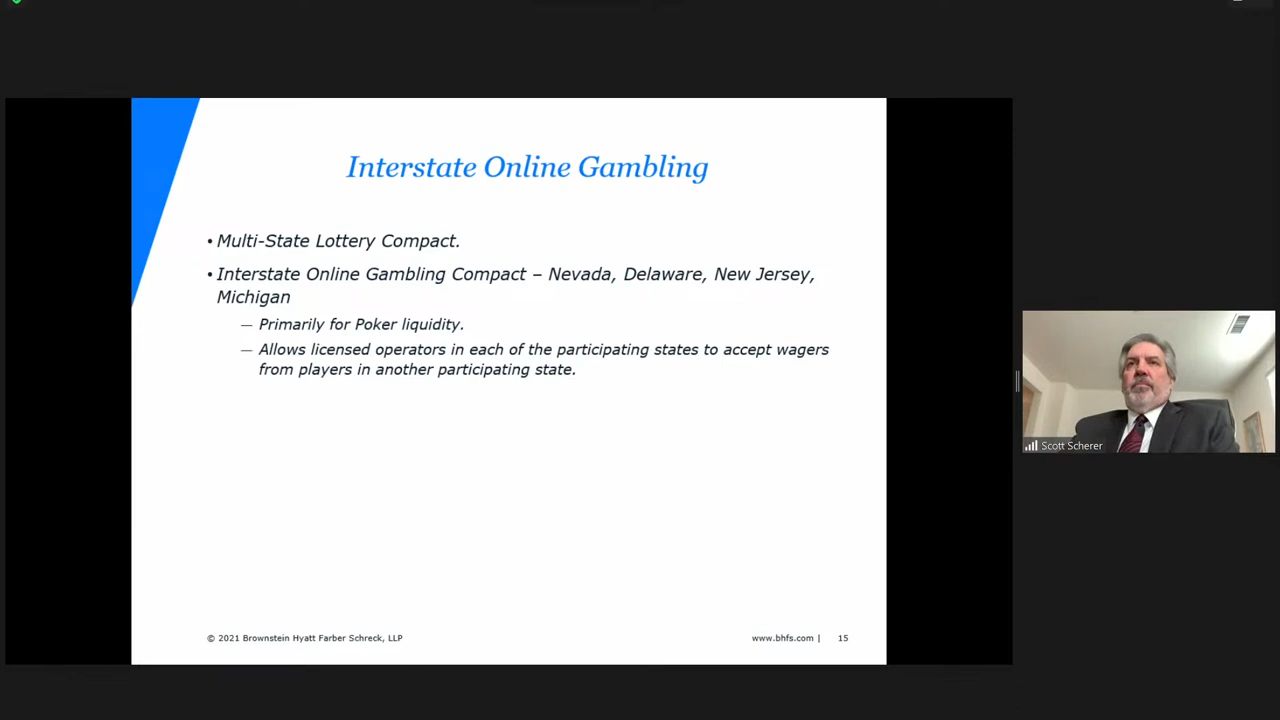 Interstate Online Gambling
• Multi-State Lottery Compact.
• Interstate Online Gambling Compact – Nevada, Delaware, New Jersey,
Michigan
— Primarily for Poker liquidity.
— Allows licensed operators in each of the participating states to accept wagers
from players in another participating state.
Scott Scherer
© 2021 Brownstein Hyatt Farber Schreck, LLP
www.bhfs.com | 15